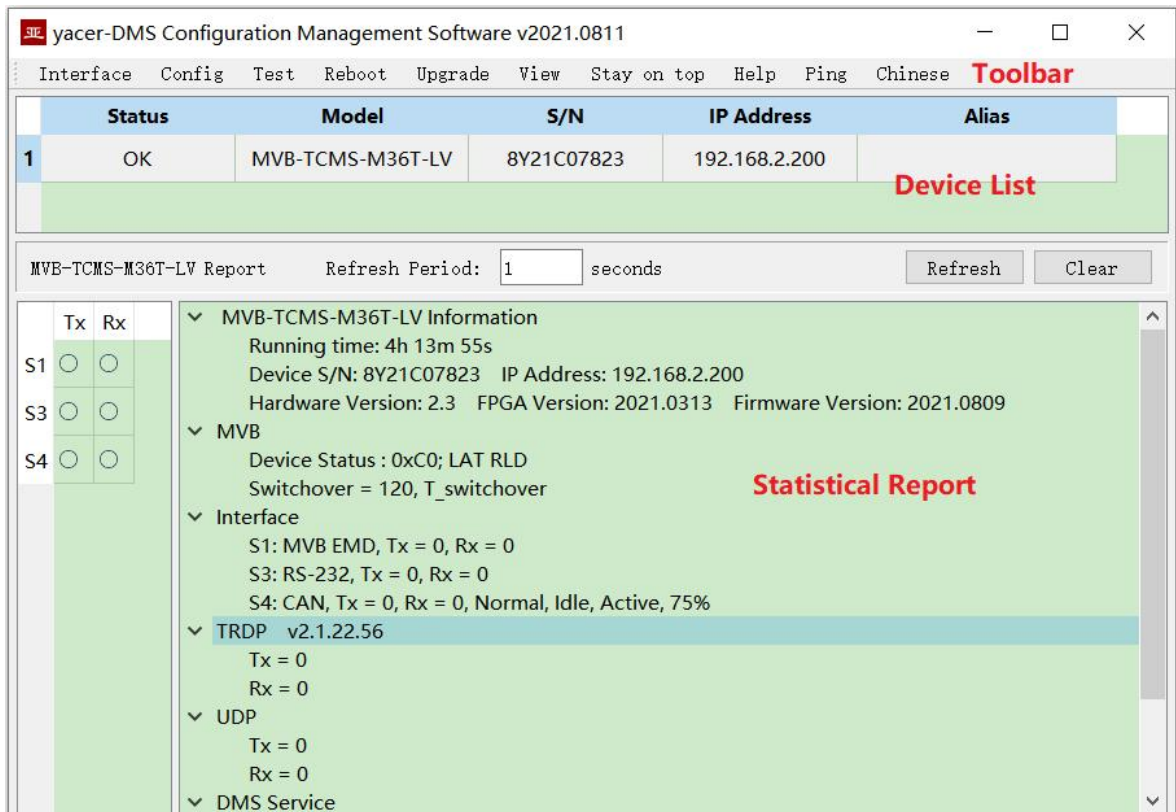 亚 yacer-DMS Configuration Management Software v2021.0811
Interface Config Test Reboot Upgrade View Stay on top Help Ping Chinese Toolbar
Status Model S/N IP Address Alias
1 OK MVB-TCMS-M36T-LV 8Y21C07823 192.168.2.200
Device List
MVB-TCMS-M36T-LV Report Refresh Period: 1 seconds Refresh Clear
Tx Rx
S1
S3
S4
MVB-TCMS-M36T-LV Information
Running time: 4h 13m 55s
Device S/N: 8Y21C07823 IP Address: 192.168.2.200
Hardware Version: 2.3 FPGA Version: 2021.0313 Firmware Version: 2021.0809
MVB
Device Status : 0xC0; LAT RLD
Switchover = 120, T_switchover
Statistical Report
Interface
S1: MVB EMD, Tx = 0, Rx = 0
S3: RS-232, Tx = 0, Rx = 0
S4: CAN, Tx = 0, Rx = 0, Normal, Idle, Active, 75%
TRDP v2.1.22.56
Tx = 0
Rx = 0
UDP
Tx = 0
Rx = 0
DMS Service